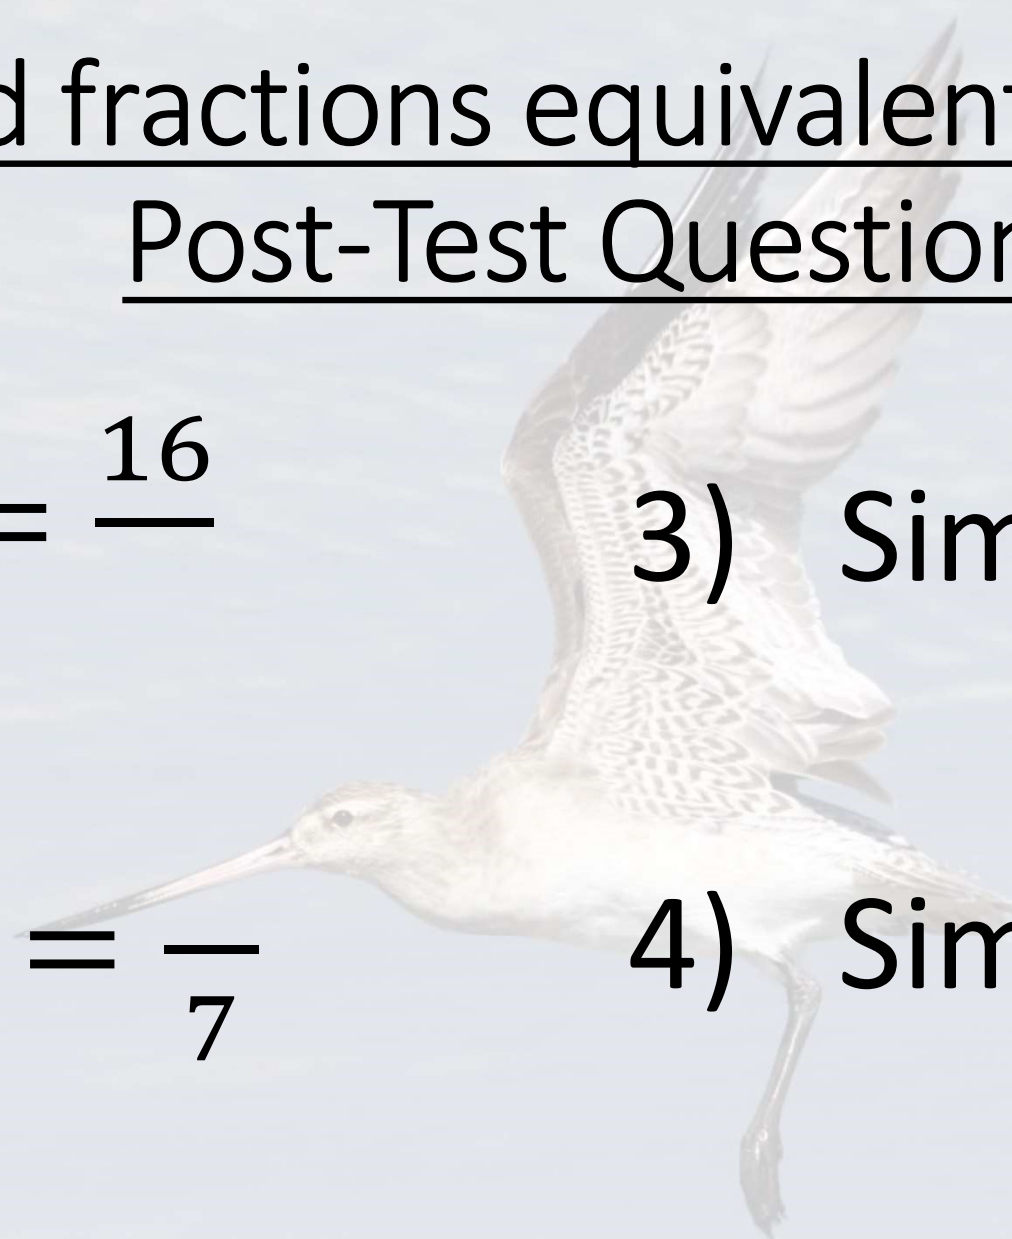 d fractions equivalent
Post-Test Question
= 16/
3) Sim
= /7
4) Sim